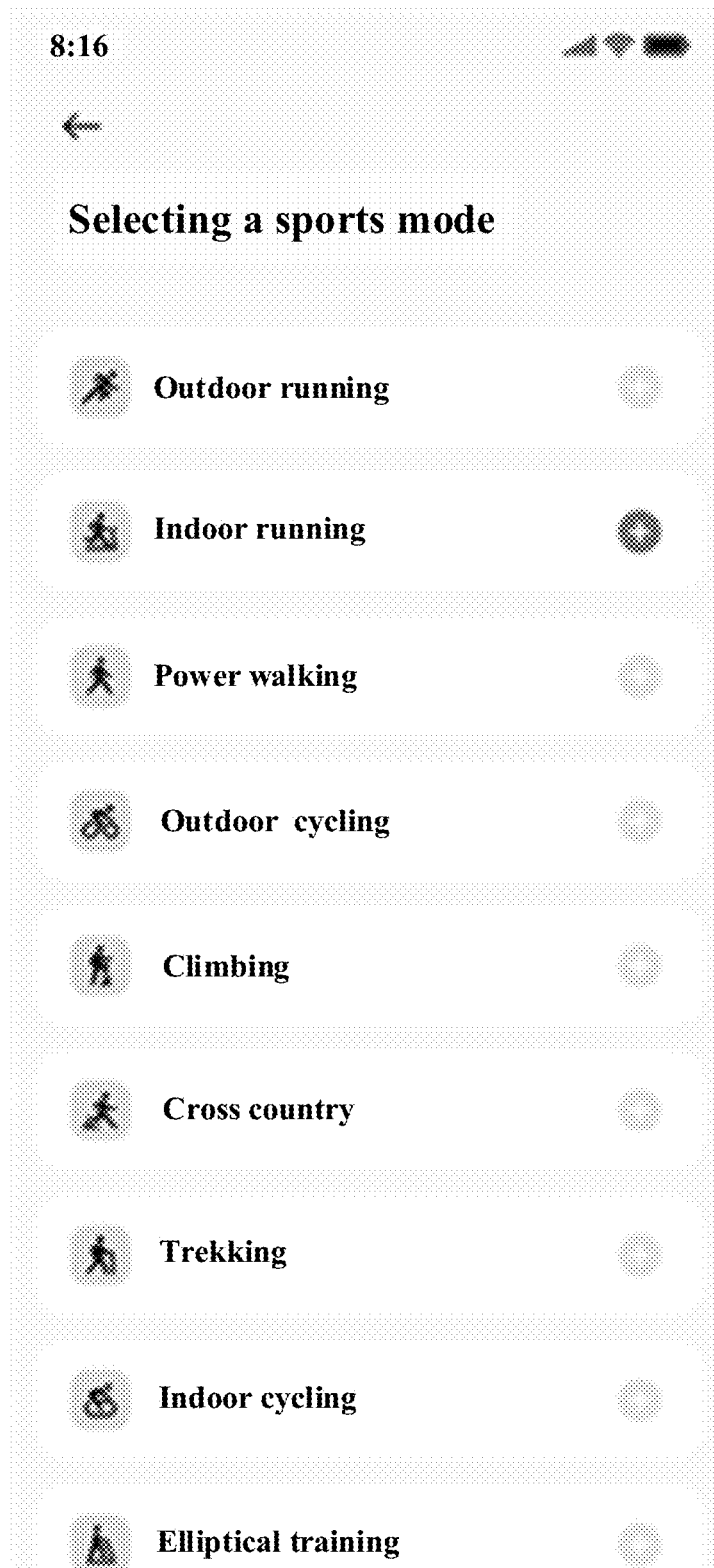 8:16
Selecting a sports mode
Outdoor running
Indoor running
Power walking
Outdoor cycling
Climbing
Cross country
Trekking
Indoor cycling
Elliptical training